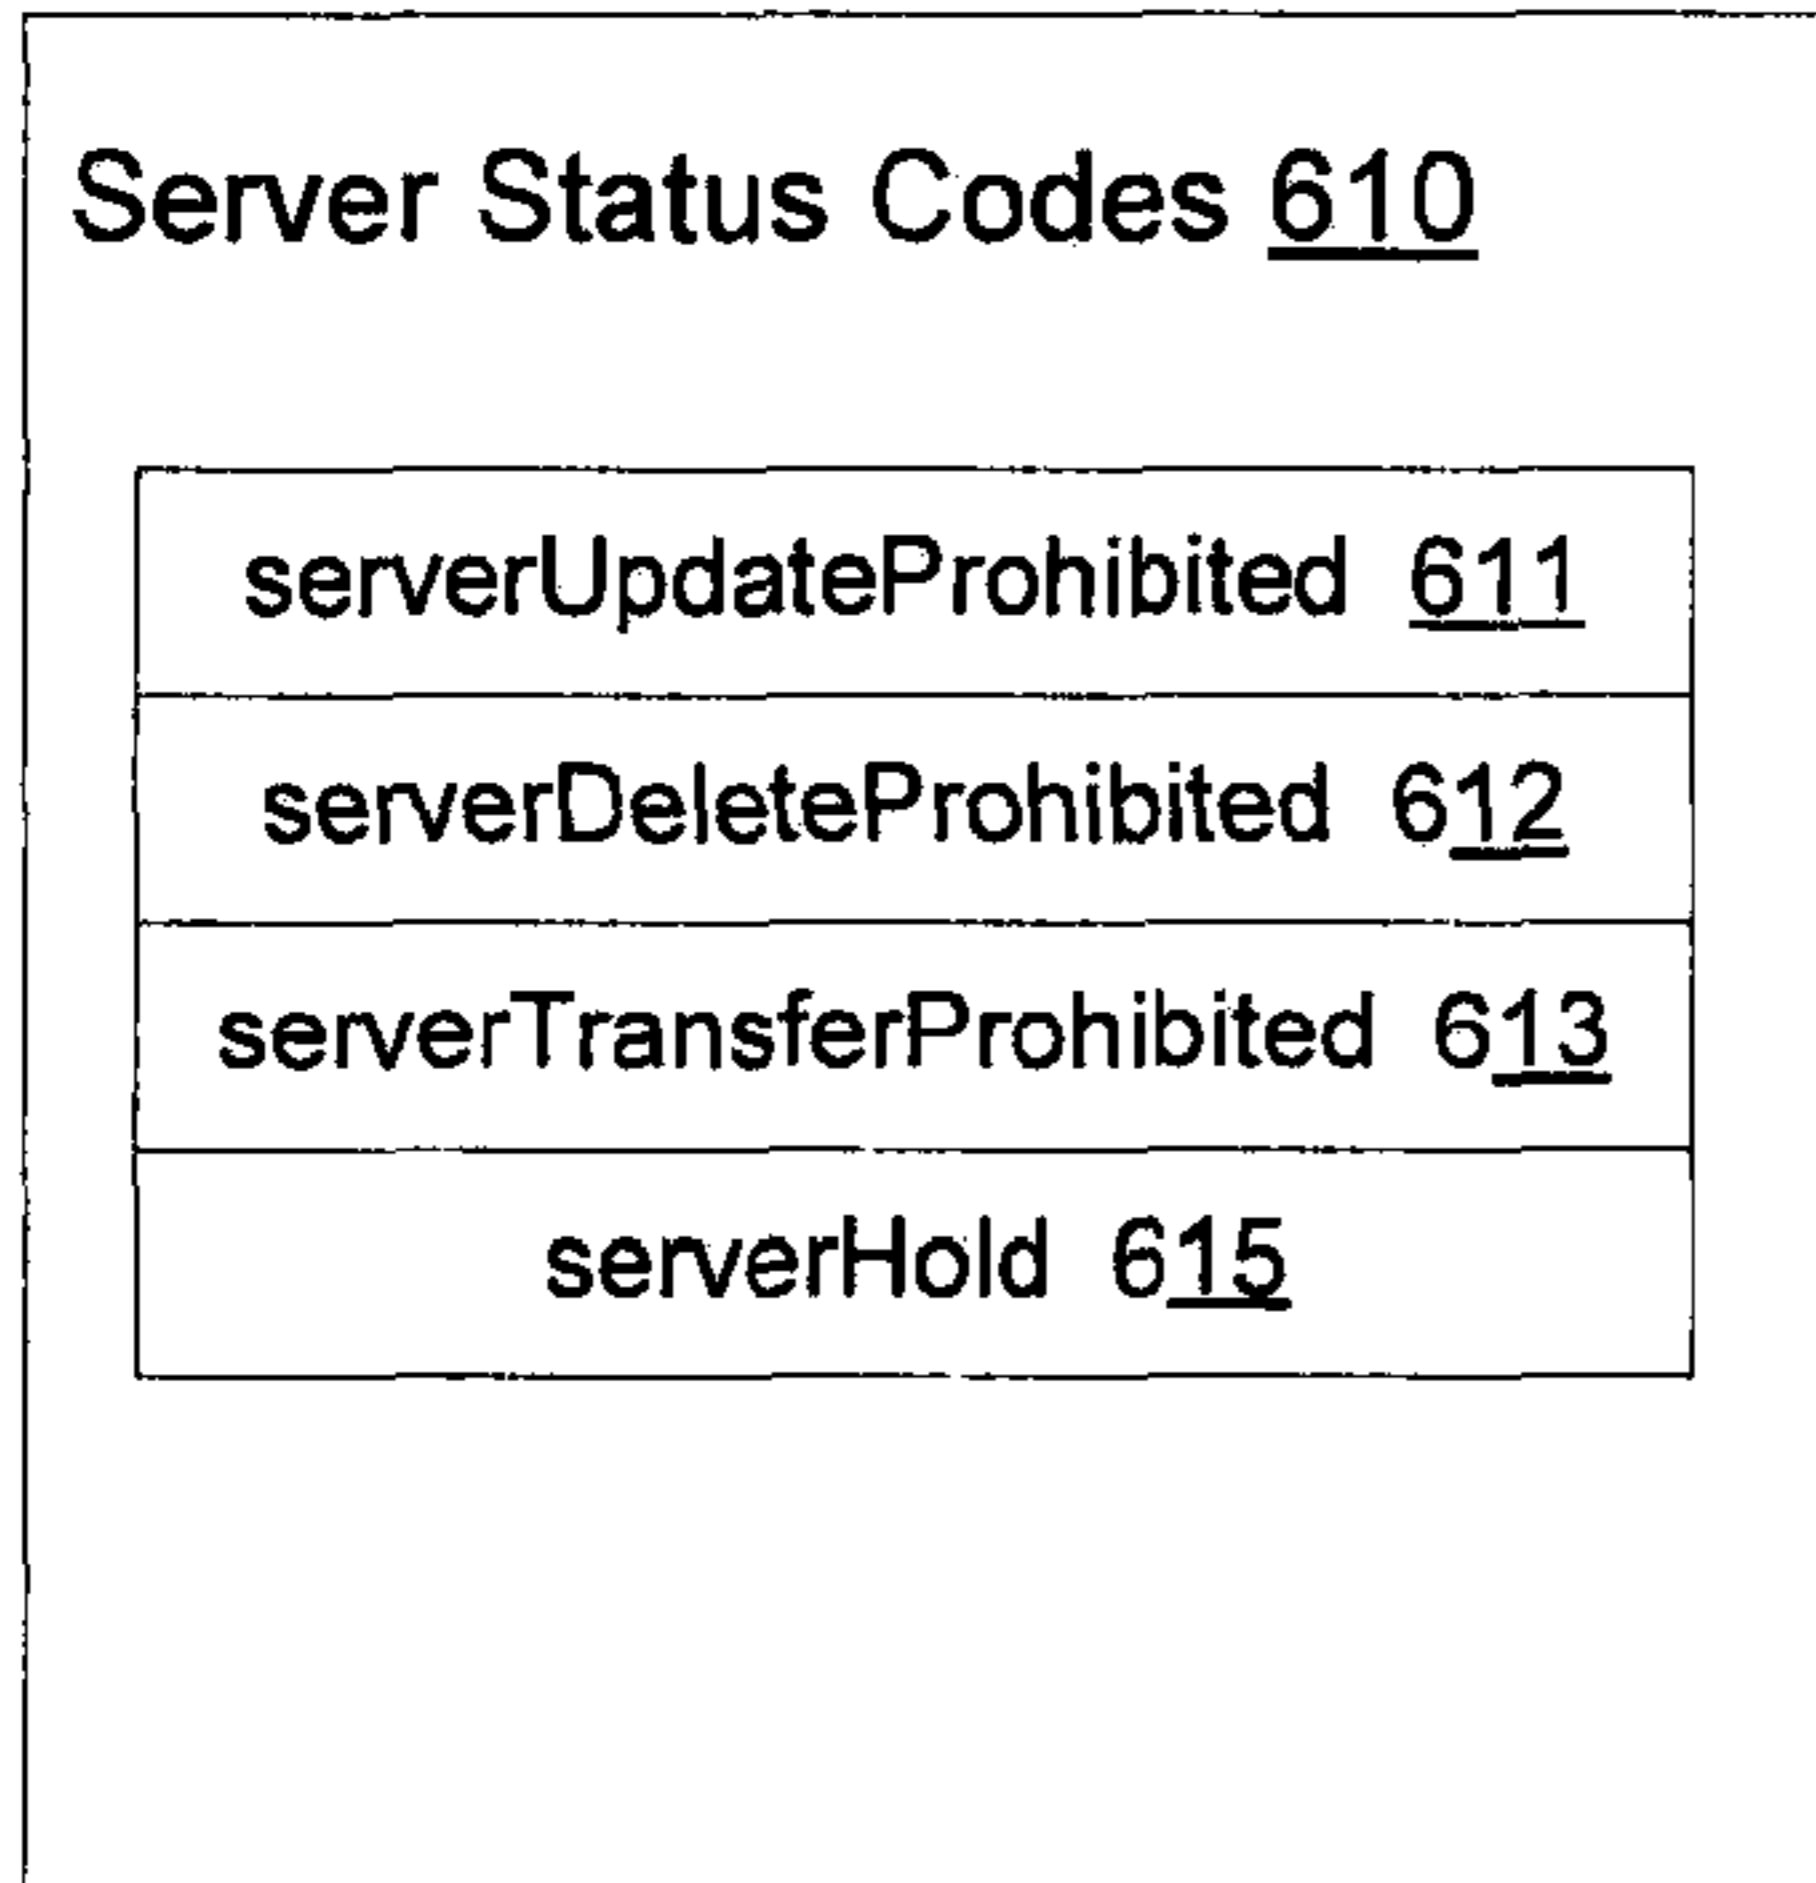 Server Status Codes 610
serverUpdateProhibited 611
serverDeleteProhibited 612
serverTransferProhibited 613
serverHold 615